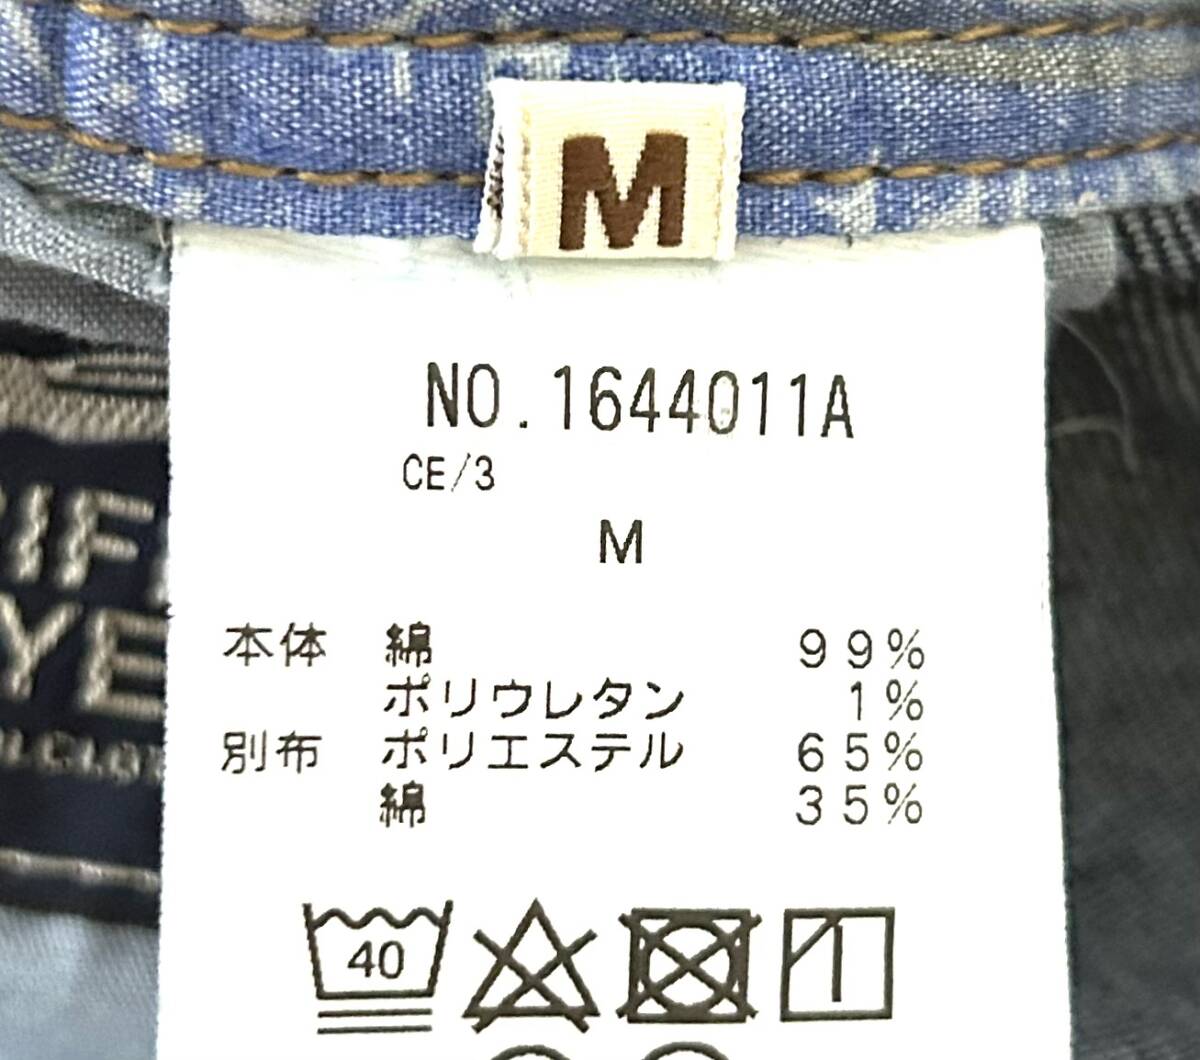 M
NO.1644011A
CE/3
M
本体 綿 99%
ポリウレタン 1%
別布 ポリエステル 65%
綿 35%
40